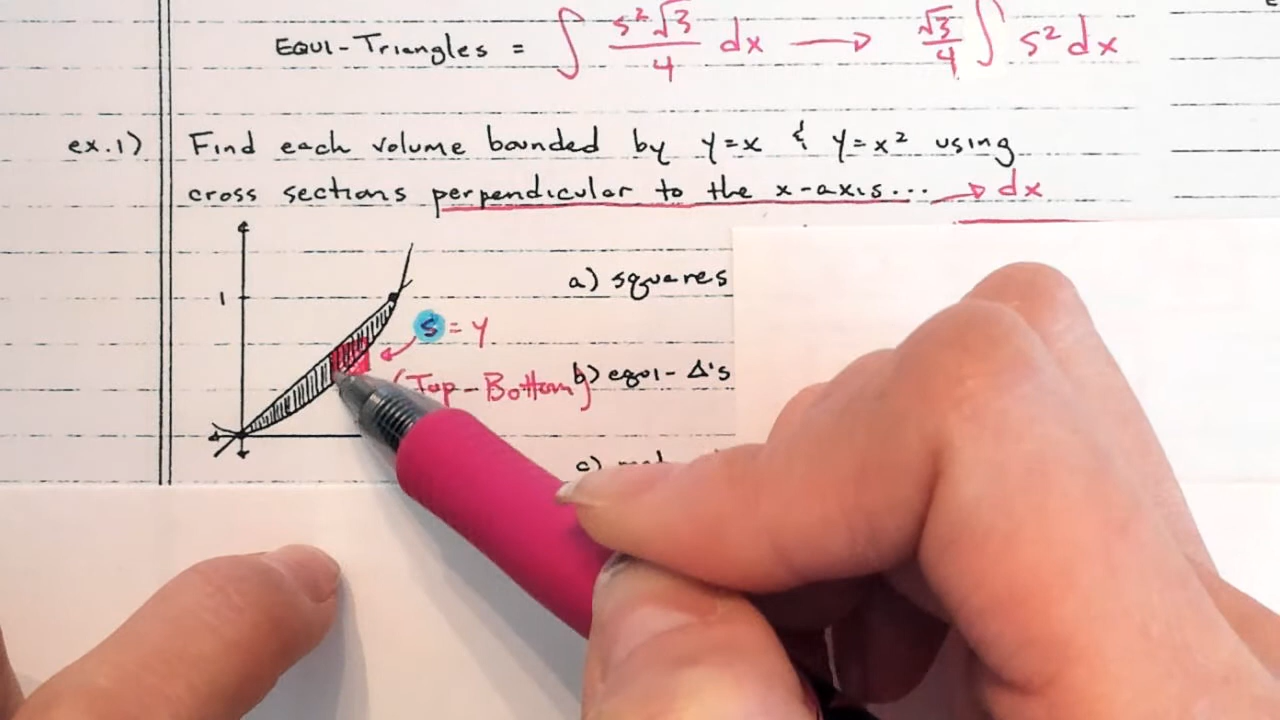 Equi-Triangles = ∫ s²√3/4 dx → √3/4 ∫ s² dx
ex.1) Find each volume bounded by y=x & y=x² using
cross sections perpendicular to the x-axis... → dx
a) squares
1
s = y
(Top-Bottom)
b) equi-Δ's
c)